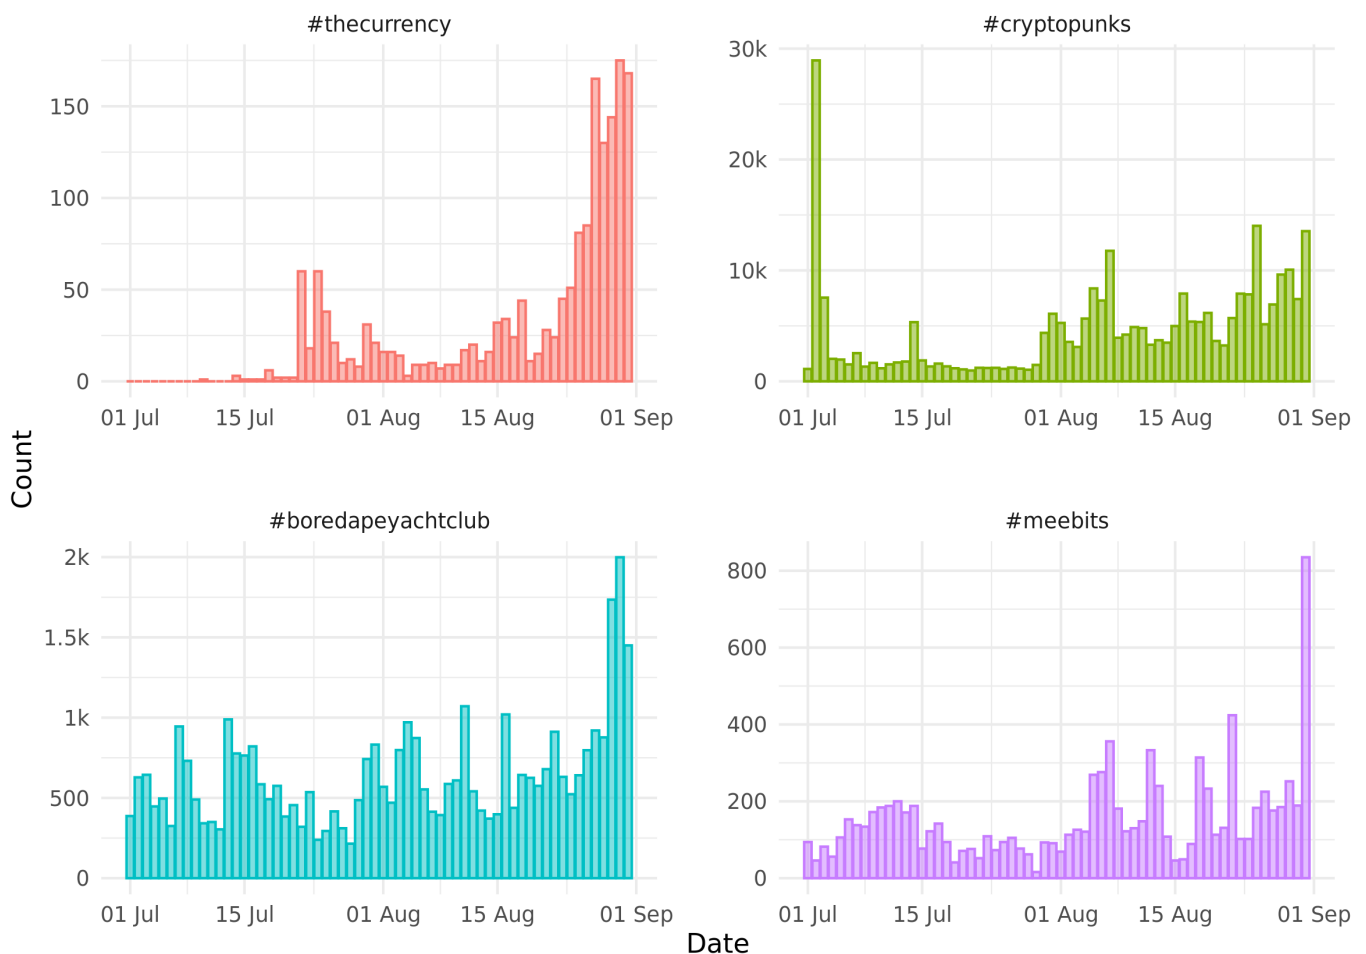 #thecurrency
150
100
50
0
01 Jul 15 Jul 01 Aug 15 Aug 01 Sep
#cryptopunks
30k
20k
10k
0
01 Jul 15 Jul 01 Aug 15 Aug 01 Sep
Count
#boredapeyachtclub
2k
1.5k
1k
500
0
01 Jul 15 Jul 01 Aug 15 Aug 01 Sep
#meebits
800
600
400
200
0
01 Jul 15 Jul 01 Aug 15 Aug 01 Sep
Date